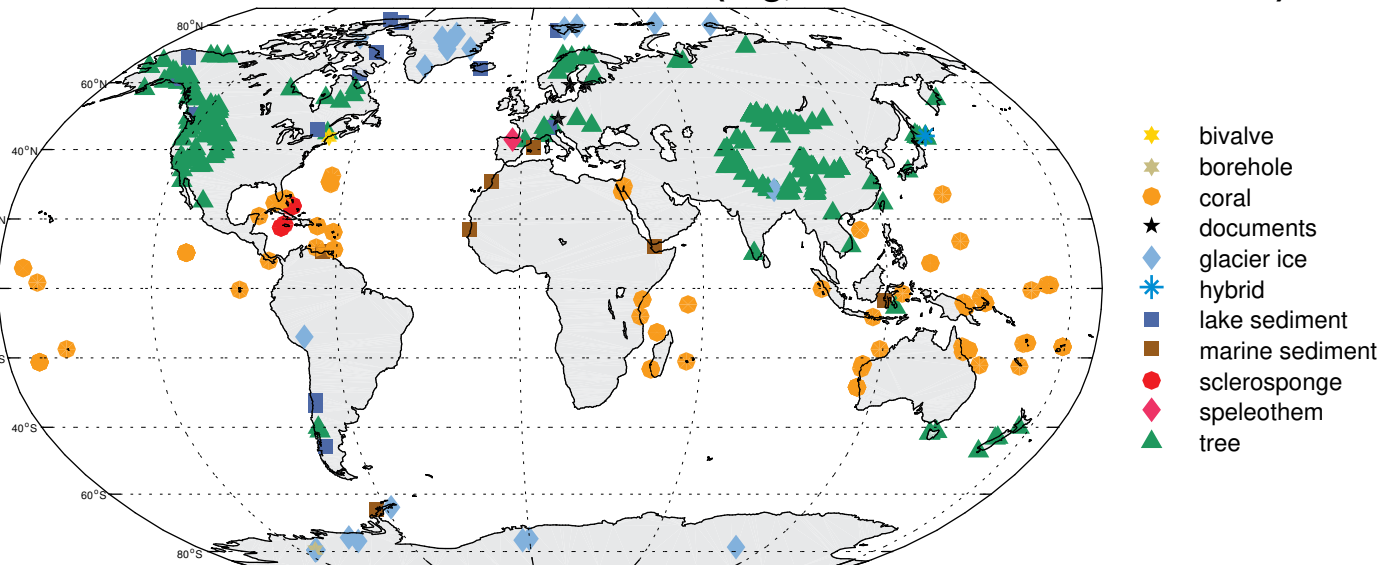 80°N
60°N
40°N
N
S
40°S
60°S
80°S
bivalve
borehole
coral
documents
glacier ice
hybrid
lake sediment
marine sediment
sclerosponge
speleothem
tree